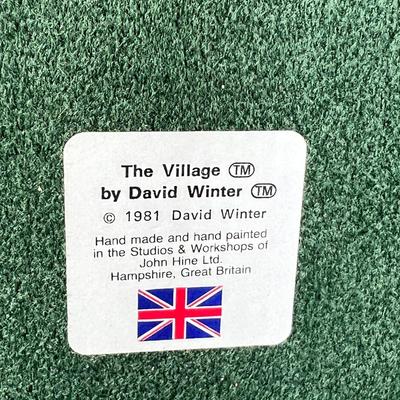 The Village ™
by David Winter ™
© 1981 David Winter
Hand made and hand painted
in the Studios & Workshops of
John Hine Ltd.
Hampshire, Great Britain